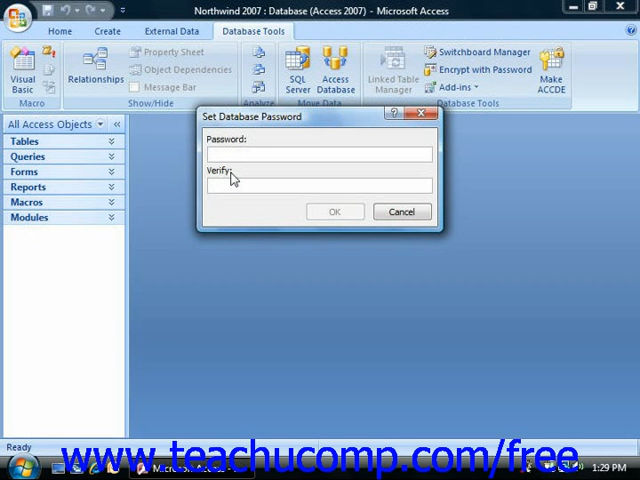 Northwind 2007 : Database (Access 2007) - Microsoft Access
Home Create External Data Database Tools
Visual Basic
Macro
Relationships
Property Sheet
Object Dependencies
Message Bar
Show/Hide
SQL Server
Access Database
Analyze Move Data
Linked Table Manager
Switchboard Manager
Encrypt with Password
Add-ins
Make ACCDE
Database Tools
All Access Objects
Tables
Queries
Forms
Reports
Macros
Modules
Set Database Password
Password:
Verify:
OK Cancel
Ready
www.teachucomp.com/free
Microsoft Access -
1:29 PM